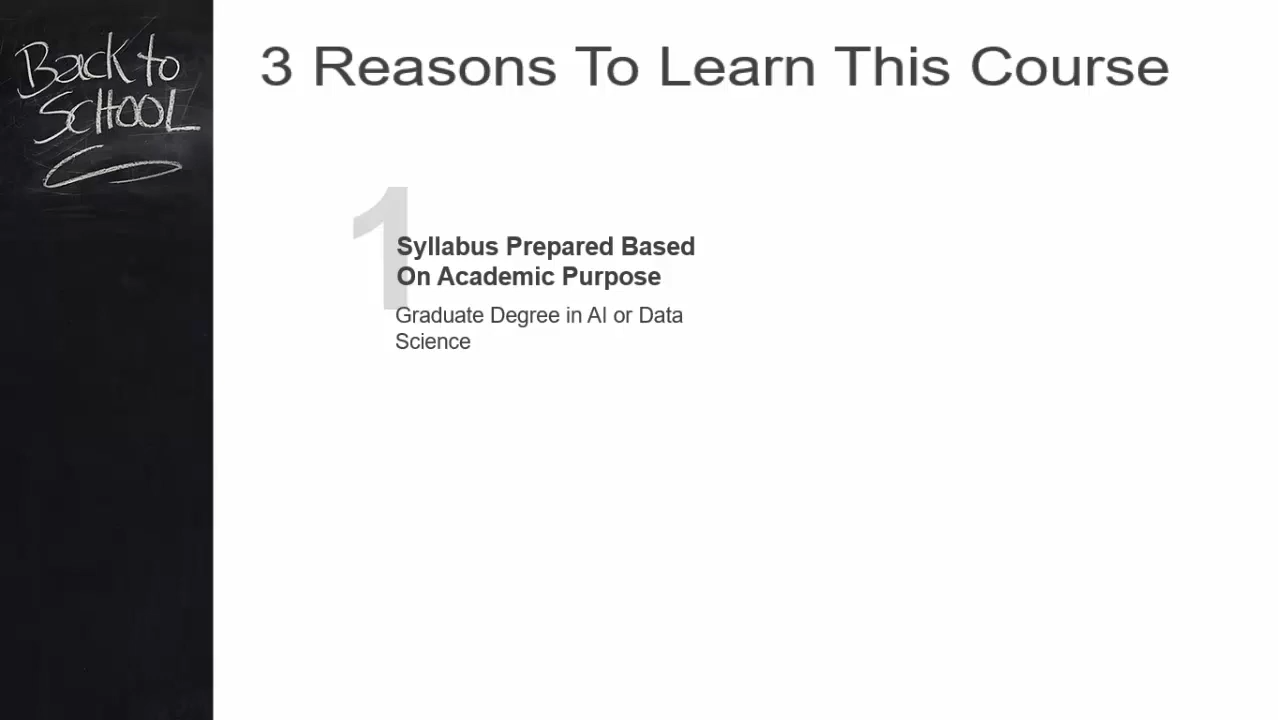 Back to
SCHOOL
3 Reasons To Learn This Course
1
Syllabus Prepared Based
On Academic Purpose
Graduate Degree in AI or Data
Science